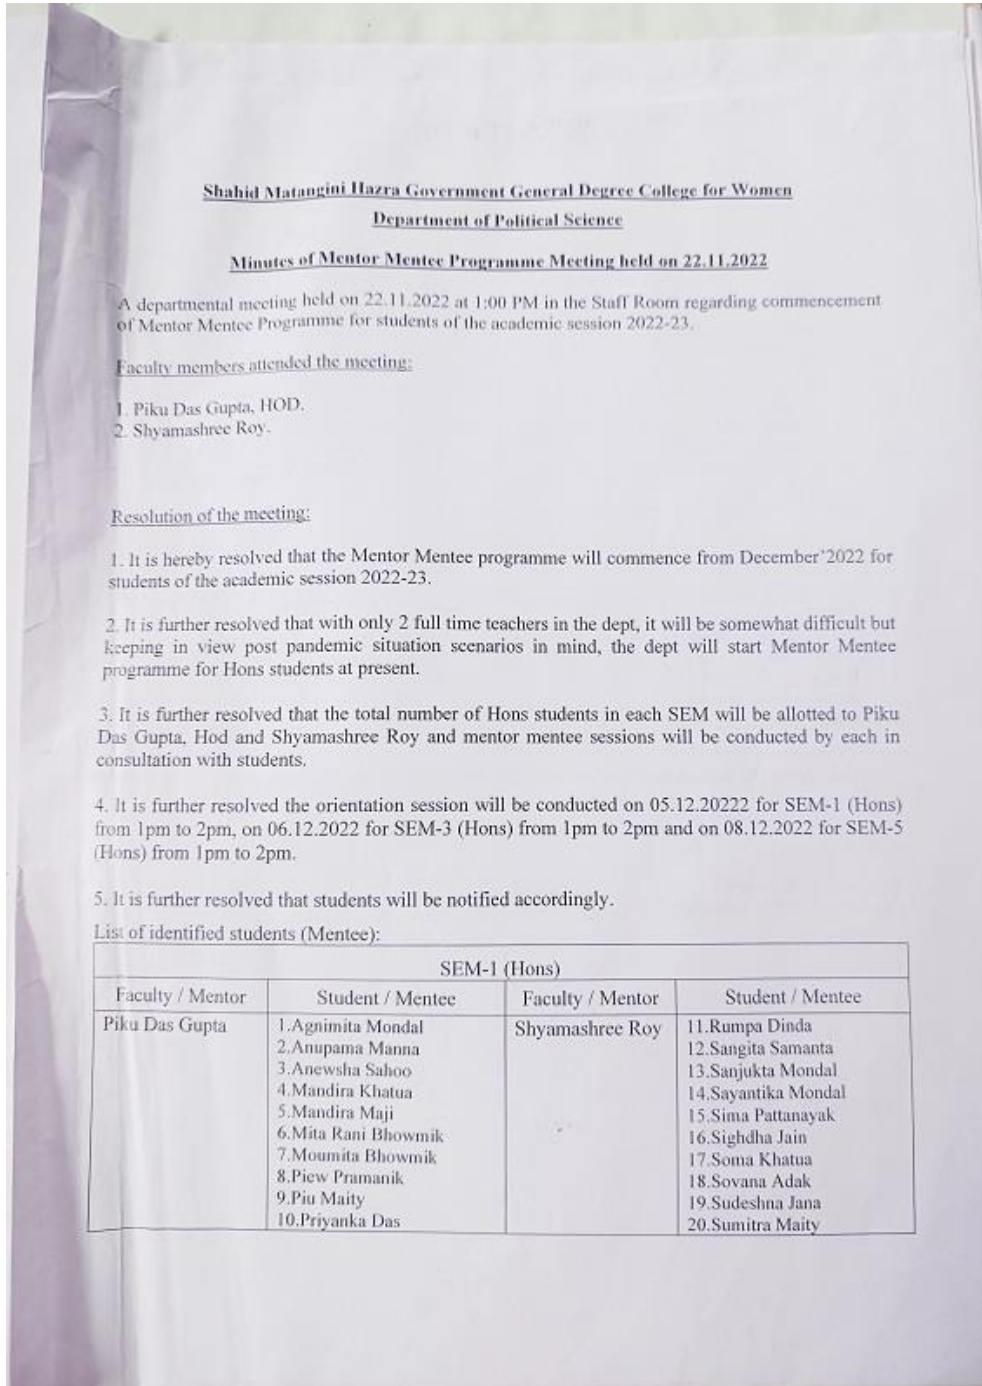 Shahid Matangini Hazra Government General Degree College for Women
Department of Political Science
Minutes of Mentor Mentee Programme Meeting held on 22.11.2022
A departmental meeting held on 22.11.2022 at 1:00 PM in the Staff Room regarding commencement
of Mentor Mentee Programme for students of the academic session 2022-23.
Faculty members attended the meeting:
1. Piku Das Gupta, HOD.
2. Shyamashree Roy.
Resolution of the meeting:
1. It is hereby resolved that the Mentor Mentee programme will commence from December'2022 for
students of the academic session 2022-23.
2. It is further resolved that with only 2 full time teachers in the dept, it will be somewhat difficult but
keeping in view post pandemic situation scenarios in mind, the dept will start Mentor Mentee
programme for Hons students at present.
3. It is further resolved that the total number of Hons students in each SEM will be allotted to Piku
Das Gupta, Hod and Shyamashree Roy and mentor mentee sessions will be conducted by each in
consultation with students.
4. It is further resolved the orientation session will be conducted on 05.12.20222 for SEM-1 (Hons)
from 1pm to 2pm, on 06.12.2022 for SEM-3 (Hons) from 1pm to 2pm and on 08.12.2022 for SEM-5
(Hons) from 1pm to 2pm.
5. It is further resolved that students will be notified accordingly.
List of identified students (Mentee):
SEM-1 (Hons)
Faculty / Mentor Student / Mentee Faculty / Mentor Student / Mentee
Piku Das Gupta 1.Agnimita Mondal Shyamashree Roy 11.Rumpa Dinda
2.Anupama Manna 12.Sangita Samanta
3.Anewsha Sahoo 13.Sanjukta Mondal
4.Mandira Khatua 14.Sayantika Mondal
5.Mandira Maji 15.Sima Pattanayak
6.Mita Rani Bhowmik 16.Sighdha Jain
7.Moumita Bhowmik 17.Soma Khatua
8.Piew Pramanik 18.Sovana Adak
9.Piu Maity 19.Sudeshna Jana
10.Priyanka Das 20.Sumitra Maity